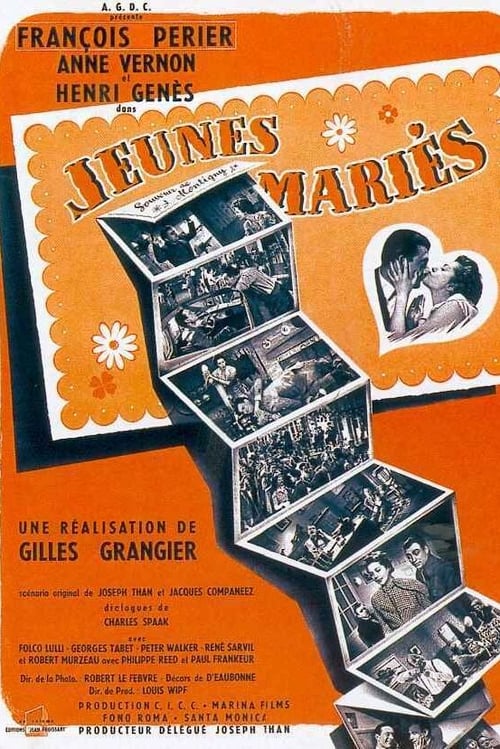 A. G. D. C.
présente
FRANÇOIS PERIER
ANNE VERNON
et
HENRI GENÈS
dans
JEUNES
MARIÉS
Souvenir de
Montigny
UNE RÉALISATION DE
GILLES GRANGIER
scénario original de JOSEPH THAN et JACQUES COMPANEEZ
dialogues de
CHARLES SPAAK
avec
FOLCO LULLI - GEORGES TABET - PETER WALKER - RENÉ SARVIL
et ROBERT MURZEAU avec PHILIPPE REED et PAUL FRANKEUR
Dir. de la Photo. : ROBERT LE FEBVRE - Décors de D'EAUBONNE
Dir. de Prod. : LOUIS WIPF
PRODUCTION C. I. C. C. - MARINA FILMS
FONO ROMA - SANTA MONICA
PRODUCTEUR DÉLÉGUÉ JOSEPH THAN